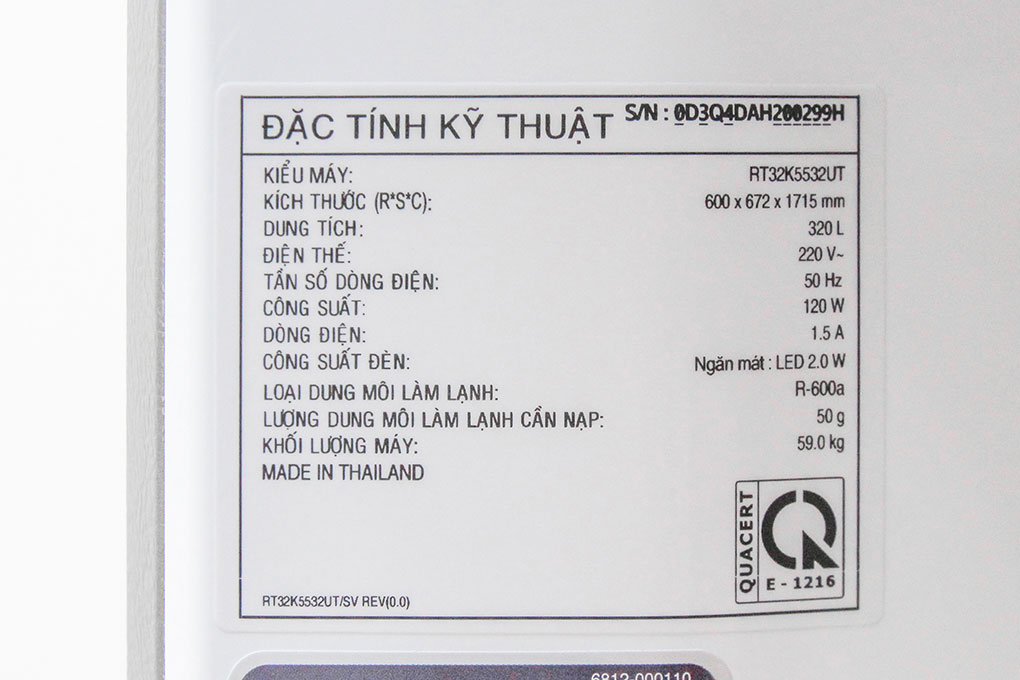 ĐẶC TÍNH KỸ THUẬT S/N : 0D3Q4DAH200299H
KIỂU MÁY: RT32K5532UT
KÍCH THƯỚC (R*S*C): 600 x 672 x 1715 mm
DUNG TÍCH: 320 L
ĐIỆN THẾ: 220 V~
TẦN SỐ DÒNG ĐIỆN: 50 Hz
CÔNG SUẤT: 120 W
DÒNG ĐIỆN: 1.5 A
CÔNG SUẤT ĐÈN: Ngăn mát : LED 2.0 W
LOẠI DUNG MÔI LÀM LẠNH: R-600a
LƯỢNG DUNG MÔI LÀM LẠNH CẦN NẠP: 50 g
KHỐI LƯỢNG MÁY: 59.0 kg
MADE IN THAILAND
QUACERT
E - 1216
RT32K5532UT/SV REV(0.0)
6812-000110